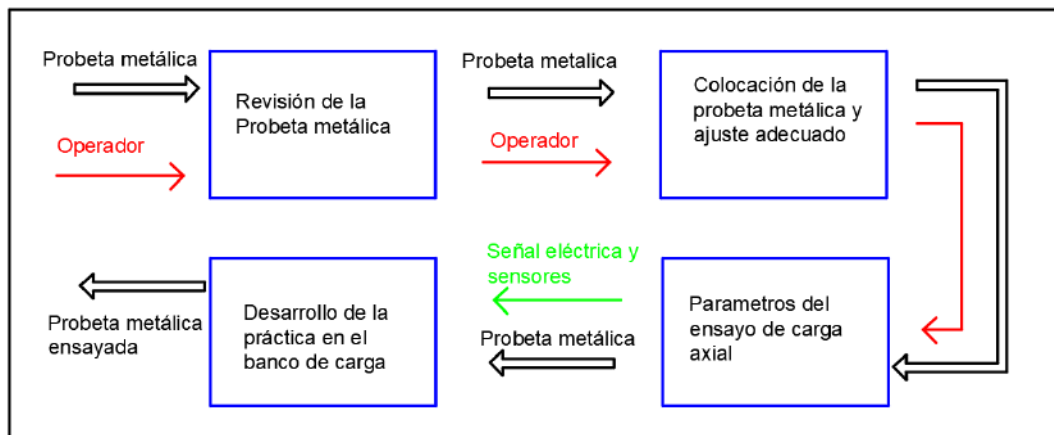 Probeta metálica
Operador
Revisión de la
Probeta metálica
Probeta metalica
Operador
Colocación de la
probeta metálica y
ajuste adecuado
Probeta metálica
ensayada
Desarrollo de la
práctica en el
banco de carga
Señal eléctrica y
sensores
Probeta metálica
Parametros del
ensayo de carga
axial